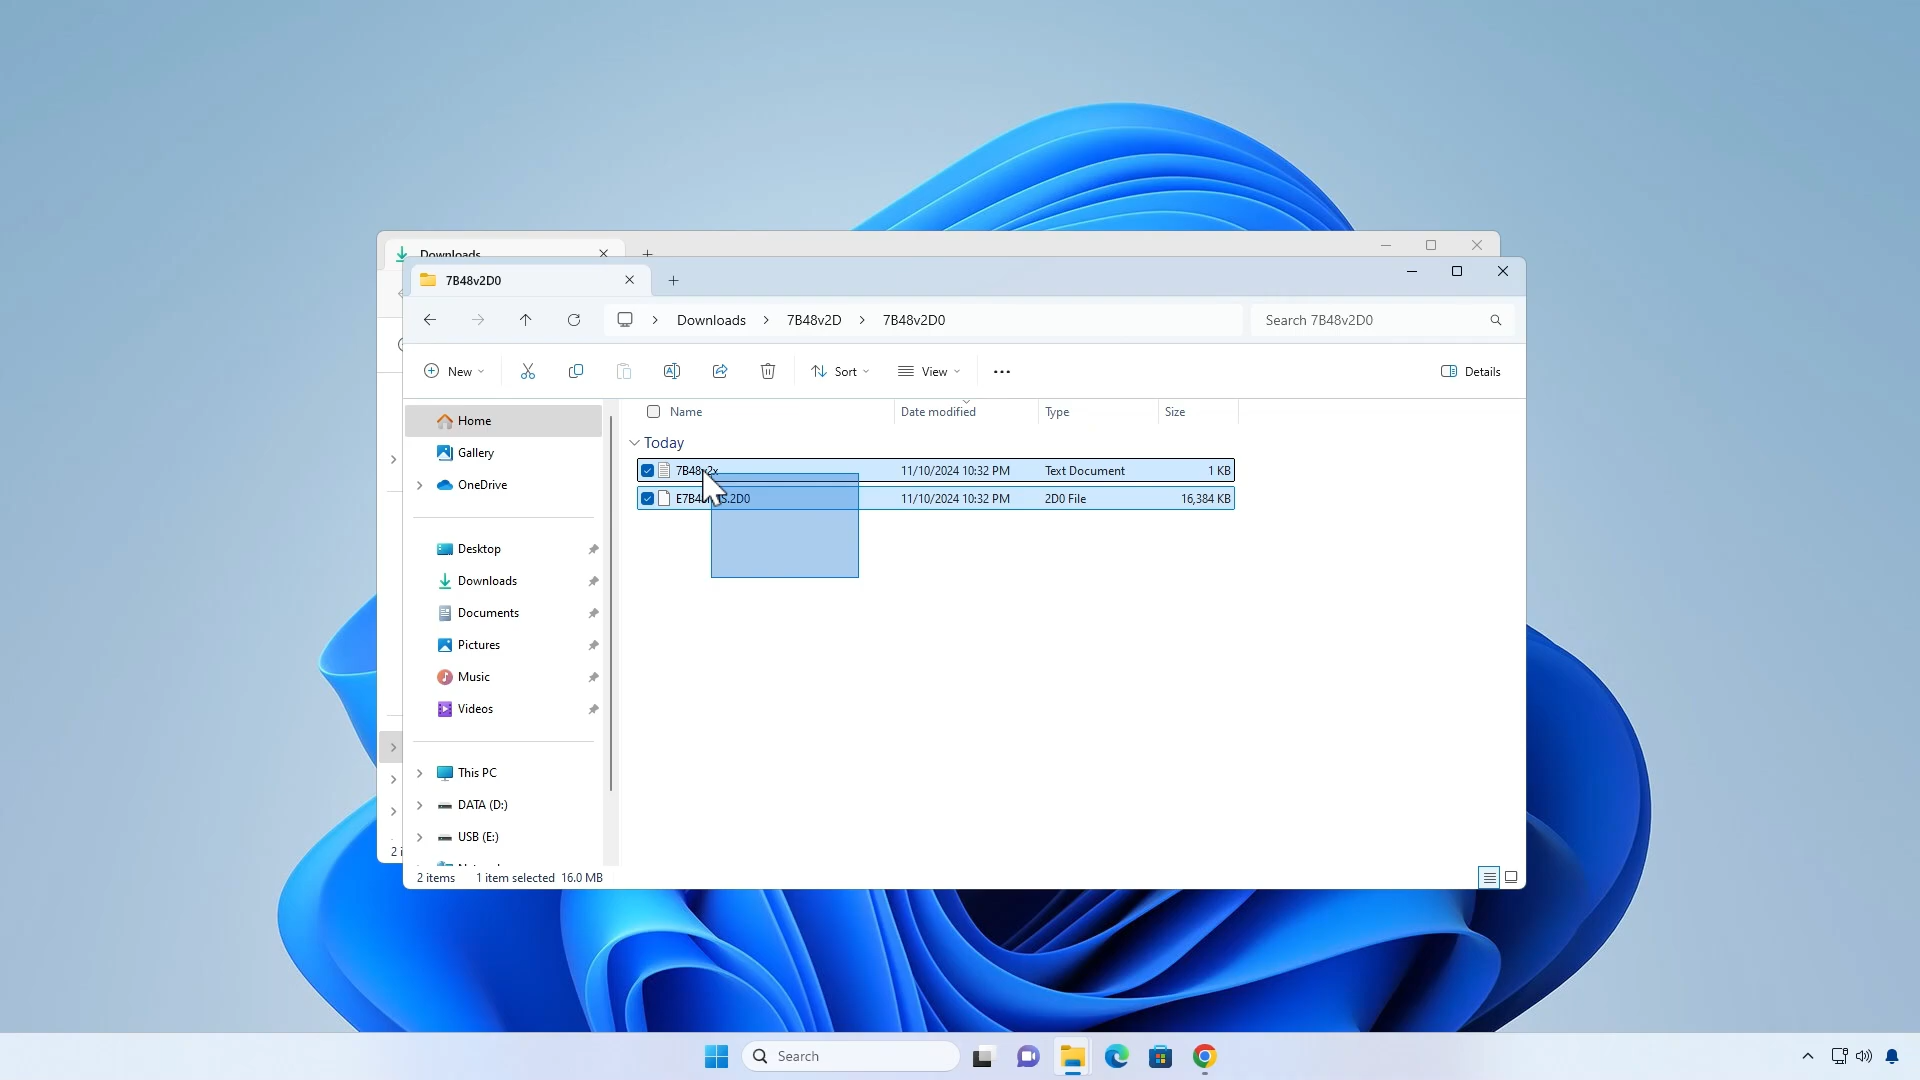 Downloads
7B48v2D0
Downloads 7B48v2D 7B48v2D0
Search 7B48v2D0
New Sort View Details
Name Date modified Type Size
Today
7B48v2x 11/10/2024 10:32 PM Text Document 1 KB
11/10/2024 10:32 PM 2D0 File 16,384 KB
Home
Gallery
OneDrive
Desktop
Downloads
Documents
Pictures
Music
Videos
This PC
DATA (D:)
USB (E:)
2 items 1 item selected 16.0 MB
Search